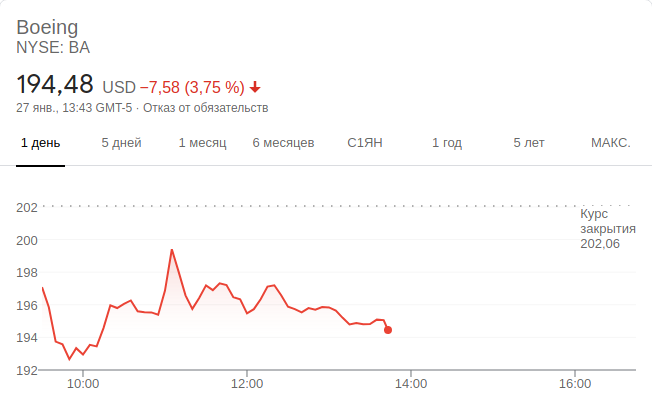 Boeing
NYSE: BA
194,48 USD −7,58 (3,75 %)
27 янв., 13:43 GMT-5 · Отказ от обязательств
1 день 5 дней 1 месяц 6 месяцев С1ЯН 1 год 5 лет МАКС.
202
Курс
закрытия
202,06
200
198
196
194
192
10:00 12:00 14:00 16:00